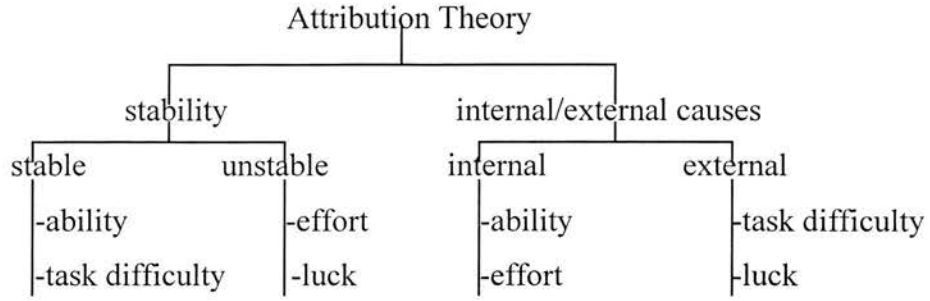 Attribution Theory
stability internal/external causes
stable unstable internal external
-ability -effort -ability -task difficulty
-task difficulty -luck -effort -luck